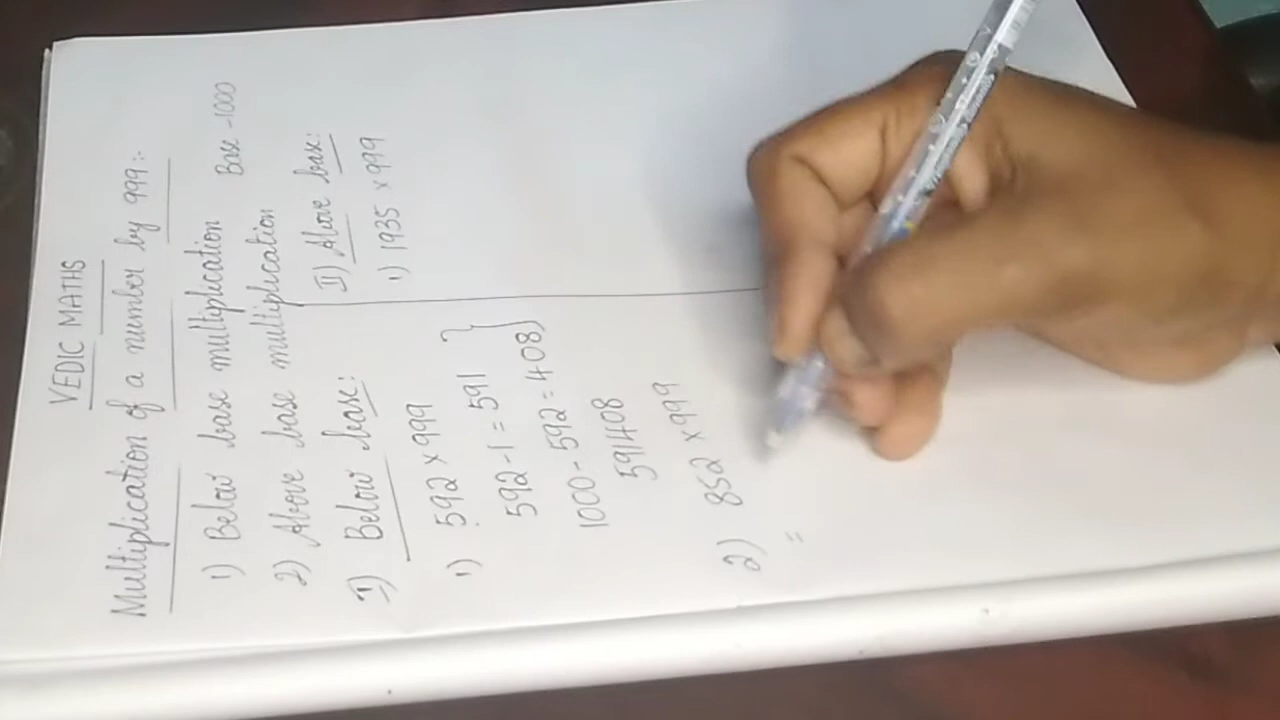 VEDIC MATHS
Multiplication of a number by 999:-
1) Below base multiplication Base -1000
2) Above base multiplication
I) Below base:
1) 592 x 999
592 - 1 = 591 }
1000 - 592 = 408 }
591408
2) 852 x 999
=
II) Above base:
1) 1935 x 999